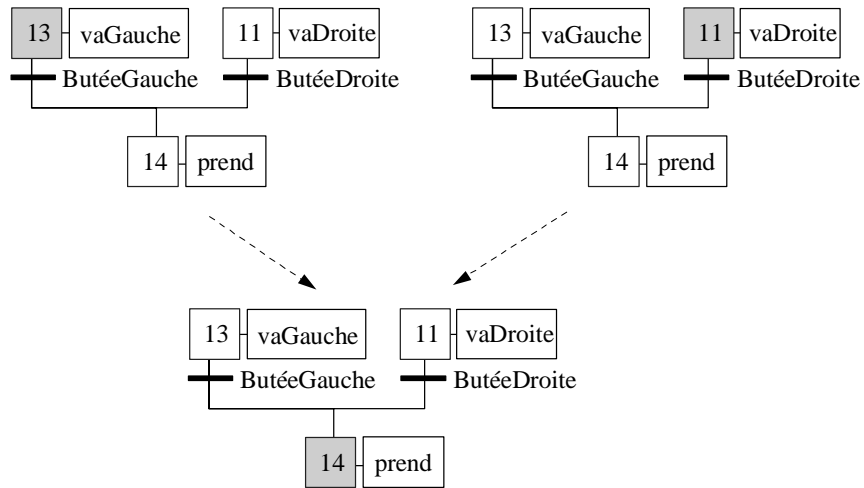 13 vaGauche 11 vaDroite 13 vaGauche 11 vaDroite
ButéeGauche ButéeDroite ButéeGauche ButéeDroite
14 prend 14 prend
13 vaGauche 11 vaDroite
ButéeGauche ButéeDroite
14 prend